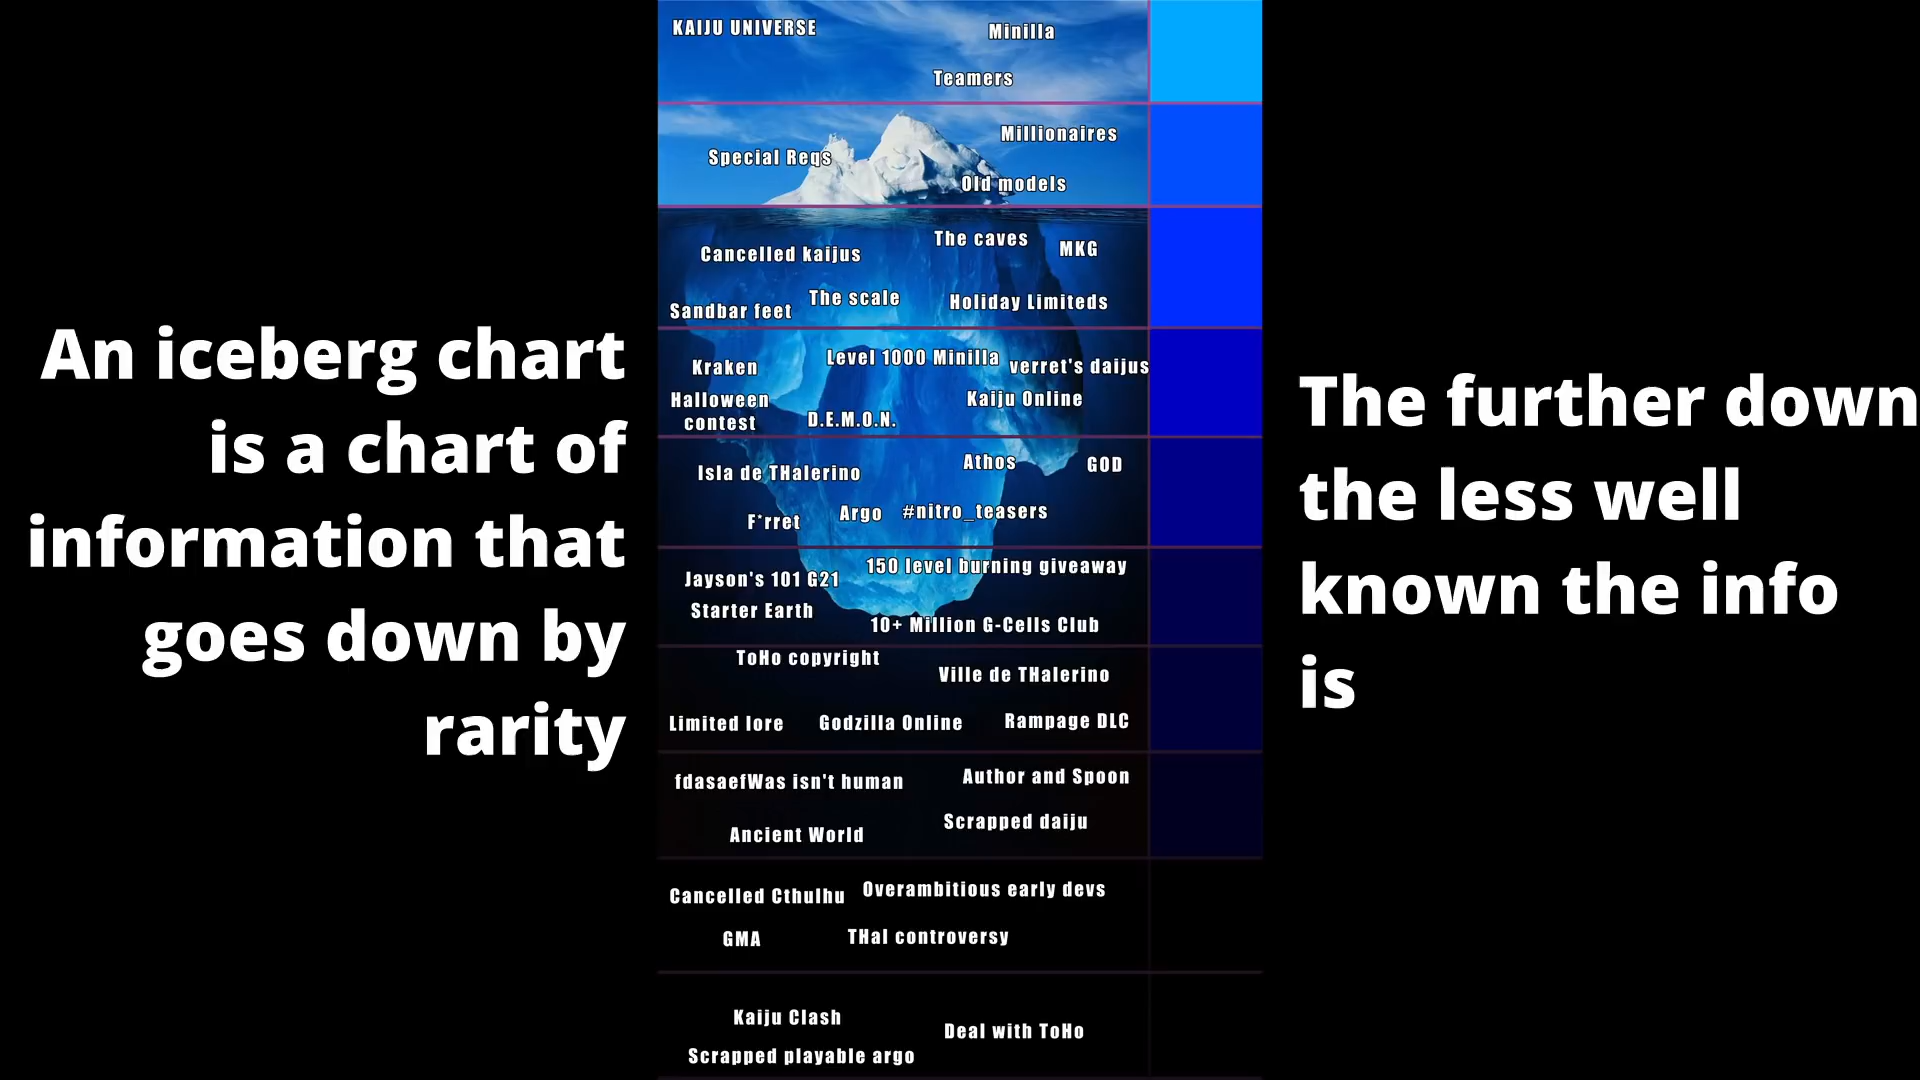 An iceberg chart
is a chart of
information that
goes down by
rarity
KAIJU UNIVERSE
Minilla
Teamers
Millionaires
Special Reqs
Old models
The caves
MKG
Cancelled kaijus
The scale
Holiday Limiteds
Sandbar feet
Level 1000 Minilla
verret's daijus
Kraken
Halloween
contest
Kaiju Online
D.E.M.O.N.
Athos
GOD
Isla de THalerino
Argo
#nitro_teasers
F*rret
150 level burning giveaway
Jayson's 101 G21
Starter Earth
10+ Million G-Cells Club
ToHo copyright
Ville de THalerino
Limited lore
Godzilla Online
Rampage DLC
fdasaefWas isn't human
Author and Spoon
Scrapped daiju
Ancient World
Cancelled Cthulhu
Overambitious early devs
GMA
THal controversy
Kaiju Clash
Deal with ToHo
Scrapped playable argo
The further down
the less well
known the info
is